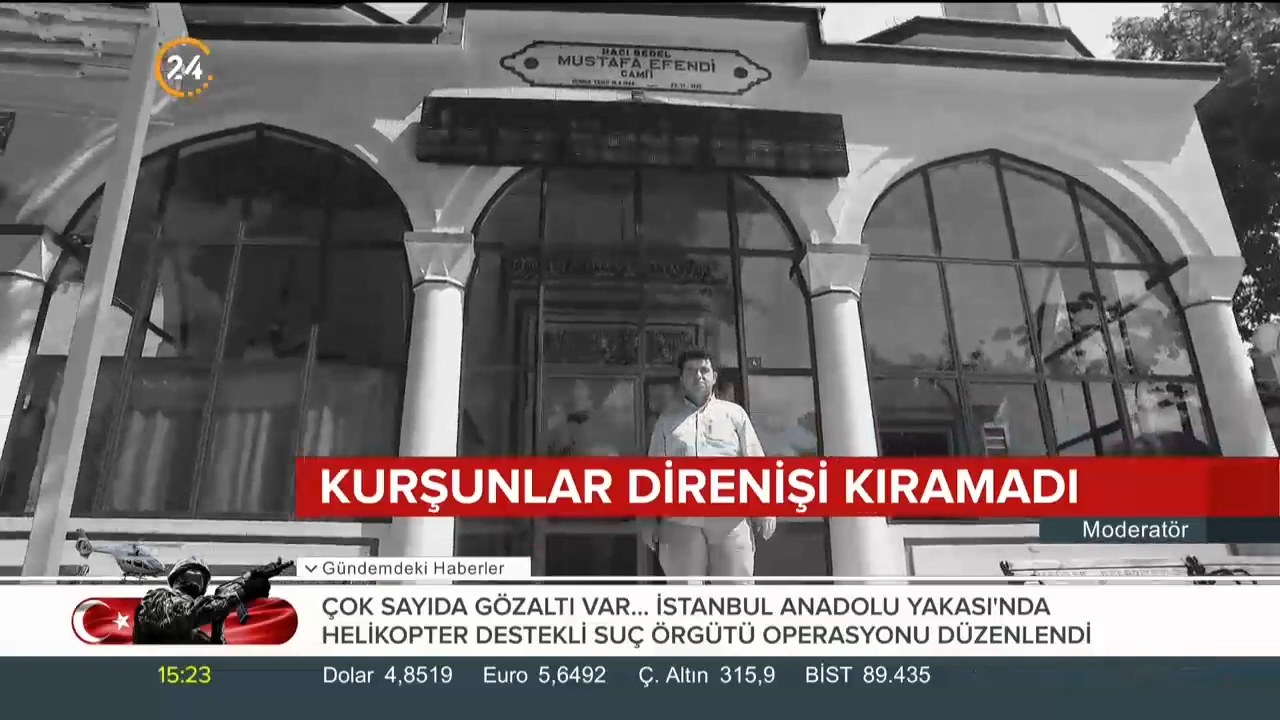 24
HACI BEDEL
MUSTAFA EFENDİ
CAMİİ
KURŞUNLAR DİRENİŞİ KIRAMADI
Moderatör
Gündemdeki Haberler
ÇOK SAYIDA GÖZALTI VAR... İSTANBUL ANADOLU YAKASI'NDA
HELİKOPTER DESTEKLİ SUÇ ÖRGÜTÜ OPERASYONU DÜZENLENDİ
15:23 Dolar 4,8519 Euro 5,6492 Ç. Altın 315,9 BİST 89.435